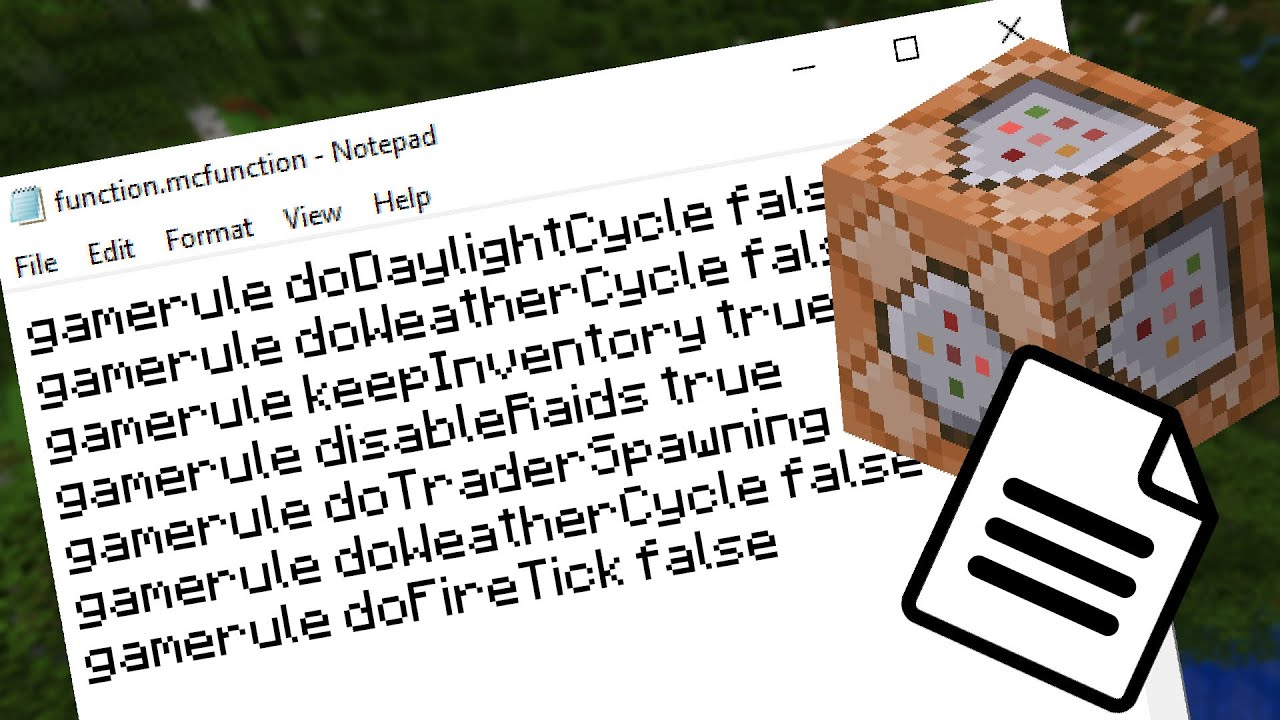 function.mcfunction - Notepad
File Edit Format View Help
gamerule doDaylightCycle fals
gamerule doWeatherCycle fals
gamerule keepInventory true
gamerule disableRaids true
gamerule doTraderSpawning
gamerule doWeatherCycle false
gamerule doFireTick false